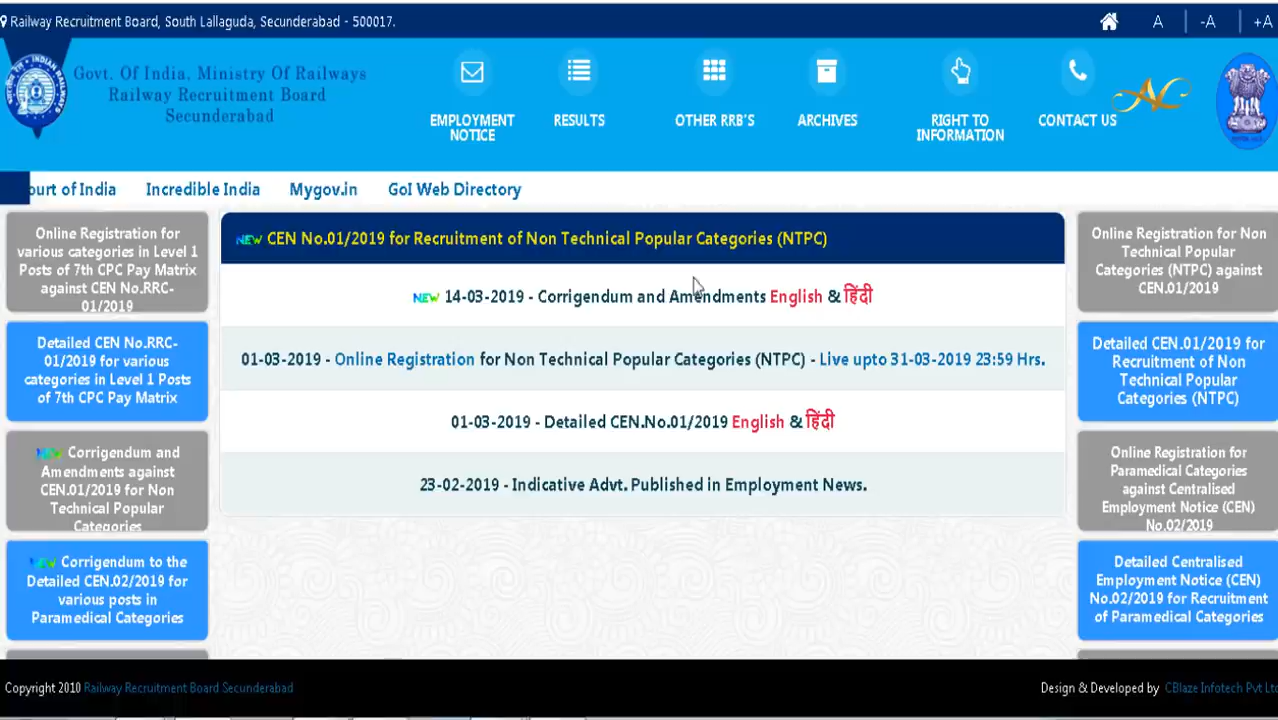 Railway Recruitment Board, South Lallaguda, Secunderabad - 500017.
A
-A
+A
Govt. Of India, Ministry Of Railways
Railway Recruitment Board
Secunderabad
EMPLOYMENT
NOTICE
RESULTS
OTHER RRB'S
ARCHIVES
RIGHT TO
INFORMATION
CONTACT US
AC
ourt of India Incredible India Mygov.in GoI Web Directory
Online Registration for
various categories in Level 1
Posts of 7th CPC Pay Matrix
against CEN No.RRC-
01/2019
Detailed CEN No.RRC-
01/2019 for various
categories in Level 1 Posts
of 7th CPC Pay Matrix
NEW Corrigendum and
Amendments against
CEN.01/2019 for Non
Technical Popular
Categories
NEW Corrigendum to the
Detailed CEN.02/2019 for
various posts in
Paramedical Categories
NEW CEN No.01/2019 for Recruitment of Non Technical Popular Categories (NTPC)
NEW 14-03-2019 - Corrigendum and Amendments English & हिंदी
01-03-2019 - Online Registration for Non Technical Popular Categories (NTPC) - Live upto 31-03-2019 23:59 Hrs.
01-03-2019 - Detailed CEN.No.01/2019 English & हिंदी
23-02-2019 - Indicative Advt. Published in Employment News.
Online Registration for Non
Technical Popular
Categories (NTPC) against
CEN.01/2019
Detailed CEN.01/2019 for
Recruitment of Non
Technical Popular
Categories (NTPC)
Online Registration for
Paramedical Categories
against Centralised
Employment Notice (CEN)
No.02/2019
Detailed Centralised
Employment Notice (CEN)
No.02/2019 for Recruitment
of Paramedical Categories
Copyright 2010 Railway Recruitment Board Secunderabad
Design & Developed by CBlaze Infotech Pvt Ltd